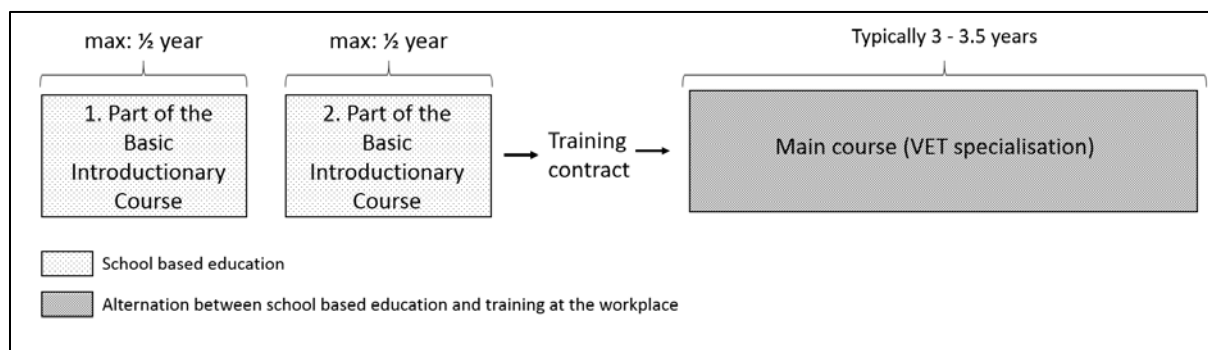 max: ½ year
max: ½ year
Typically 3 - 3.5 years
1. Part of the
Basic
Introductionary
Course
2. Part of the
Basic
Introductionary
Course
Training
contract
Main course (VET specialisation)
School based education
Alternation between school based education and training at the workplace